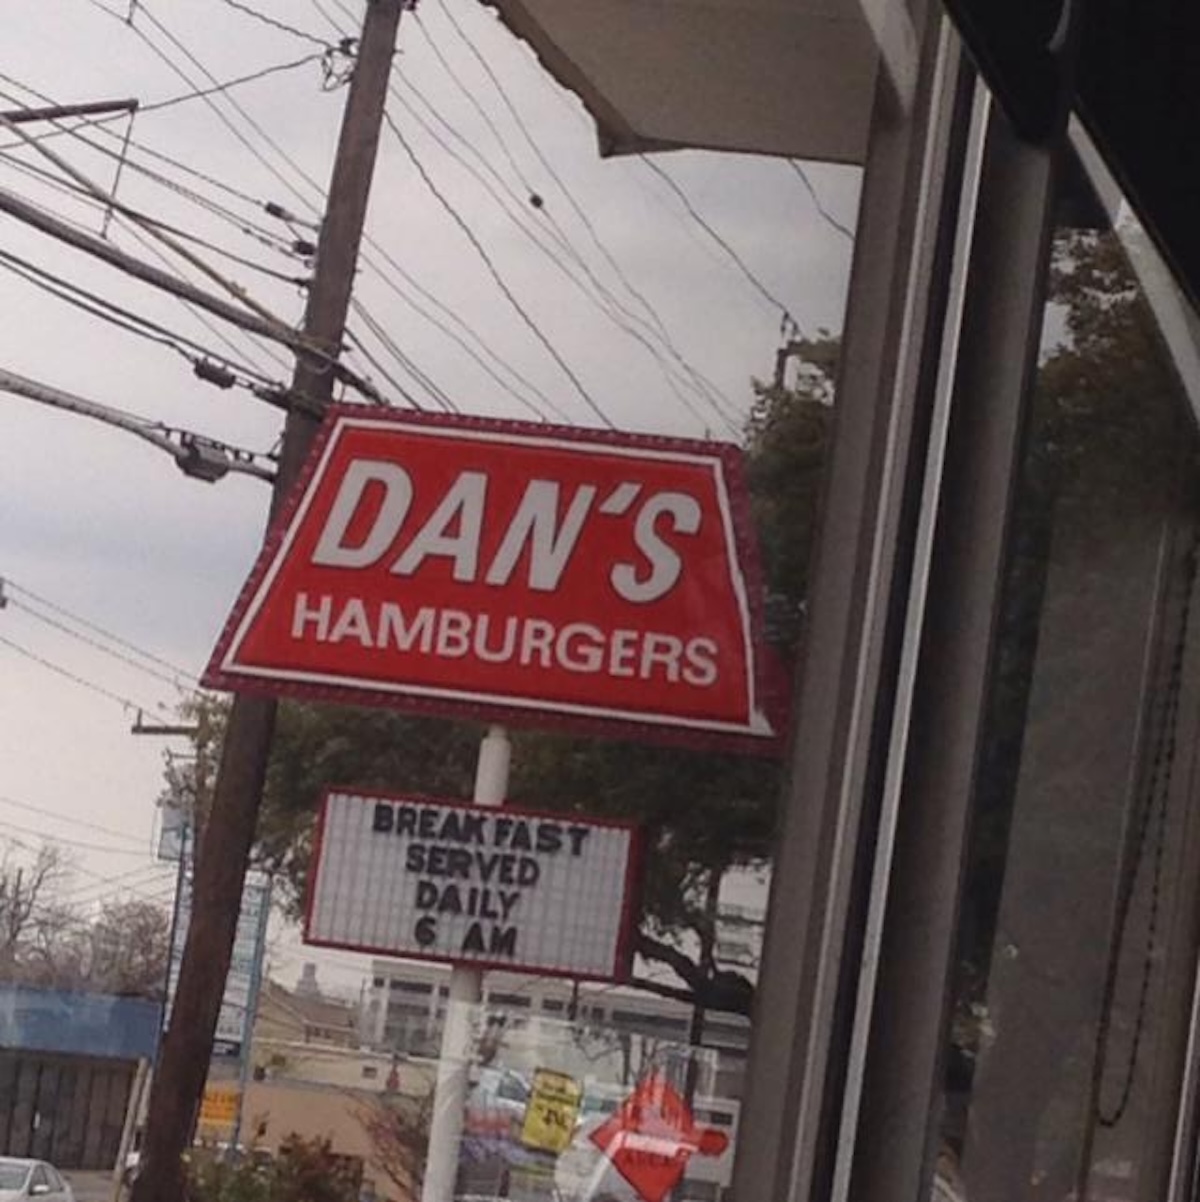 DAN'S
HAMBURGERS
BREAKFAST
SERVED
DAILY
6 AM